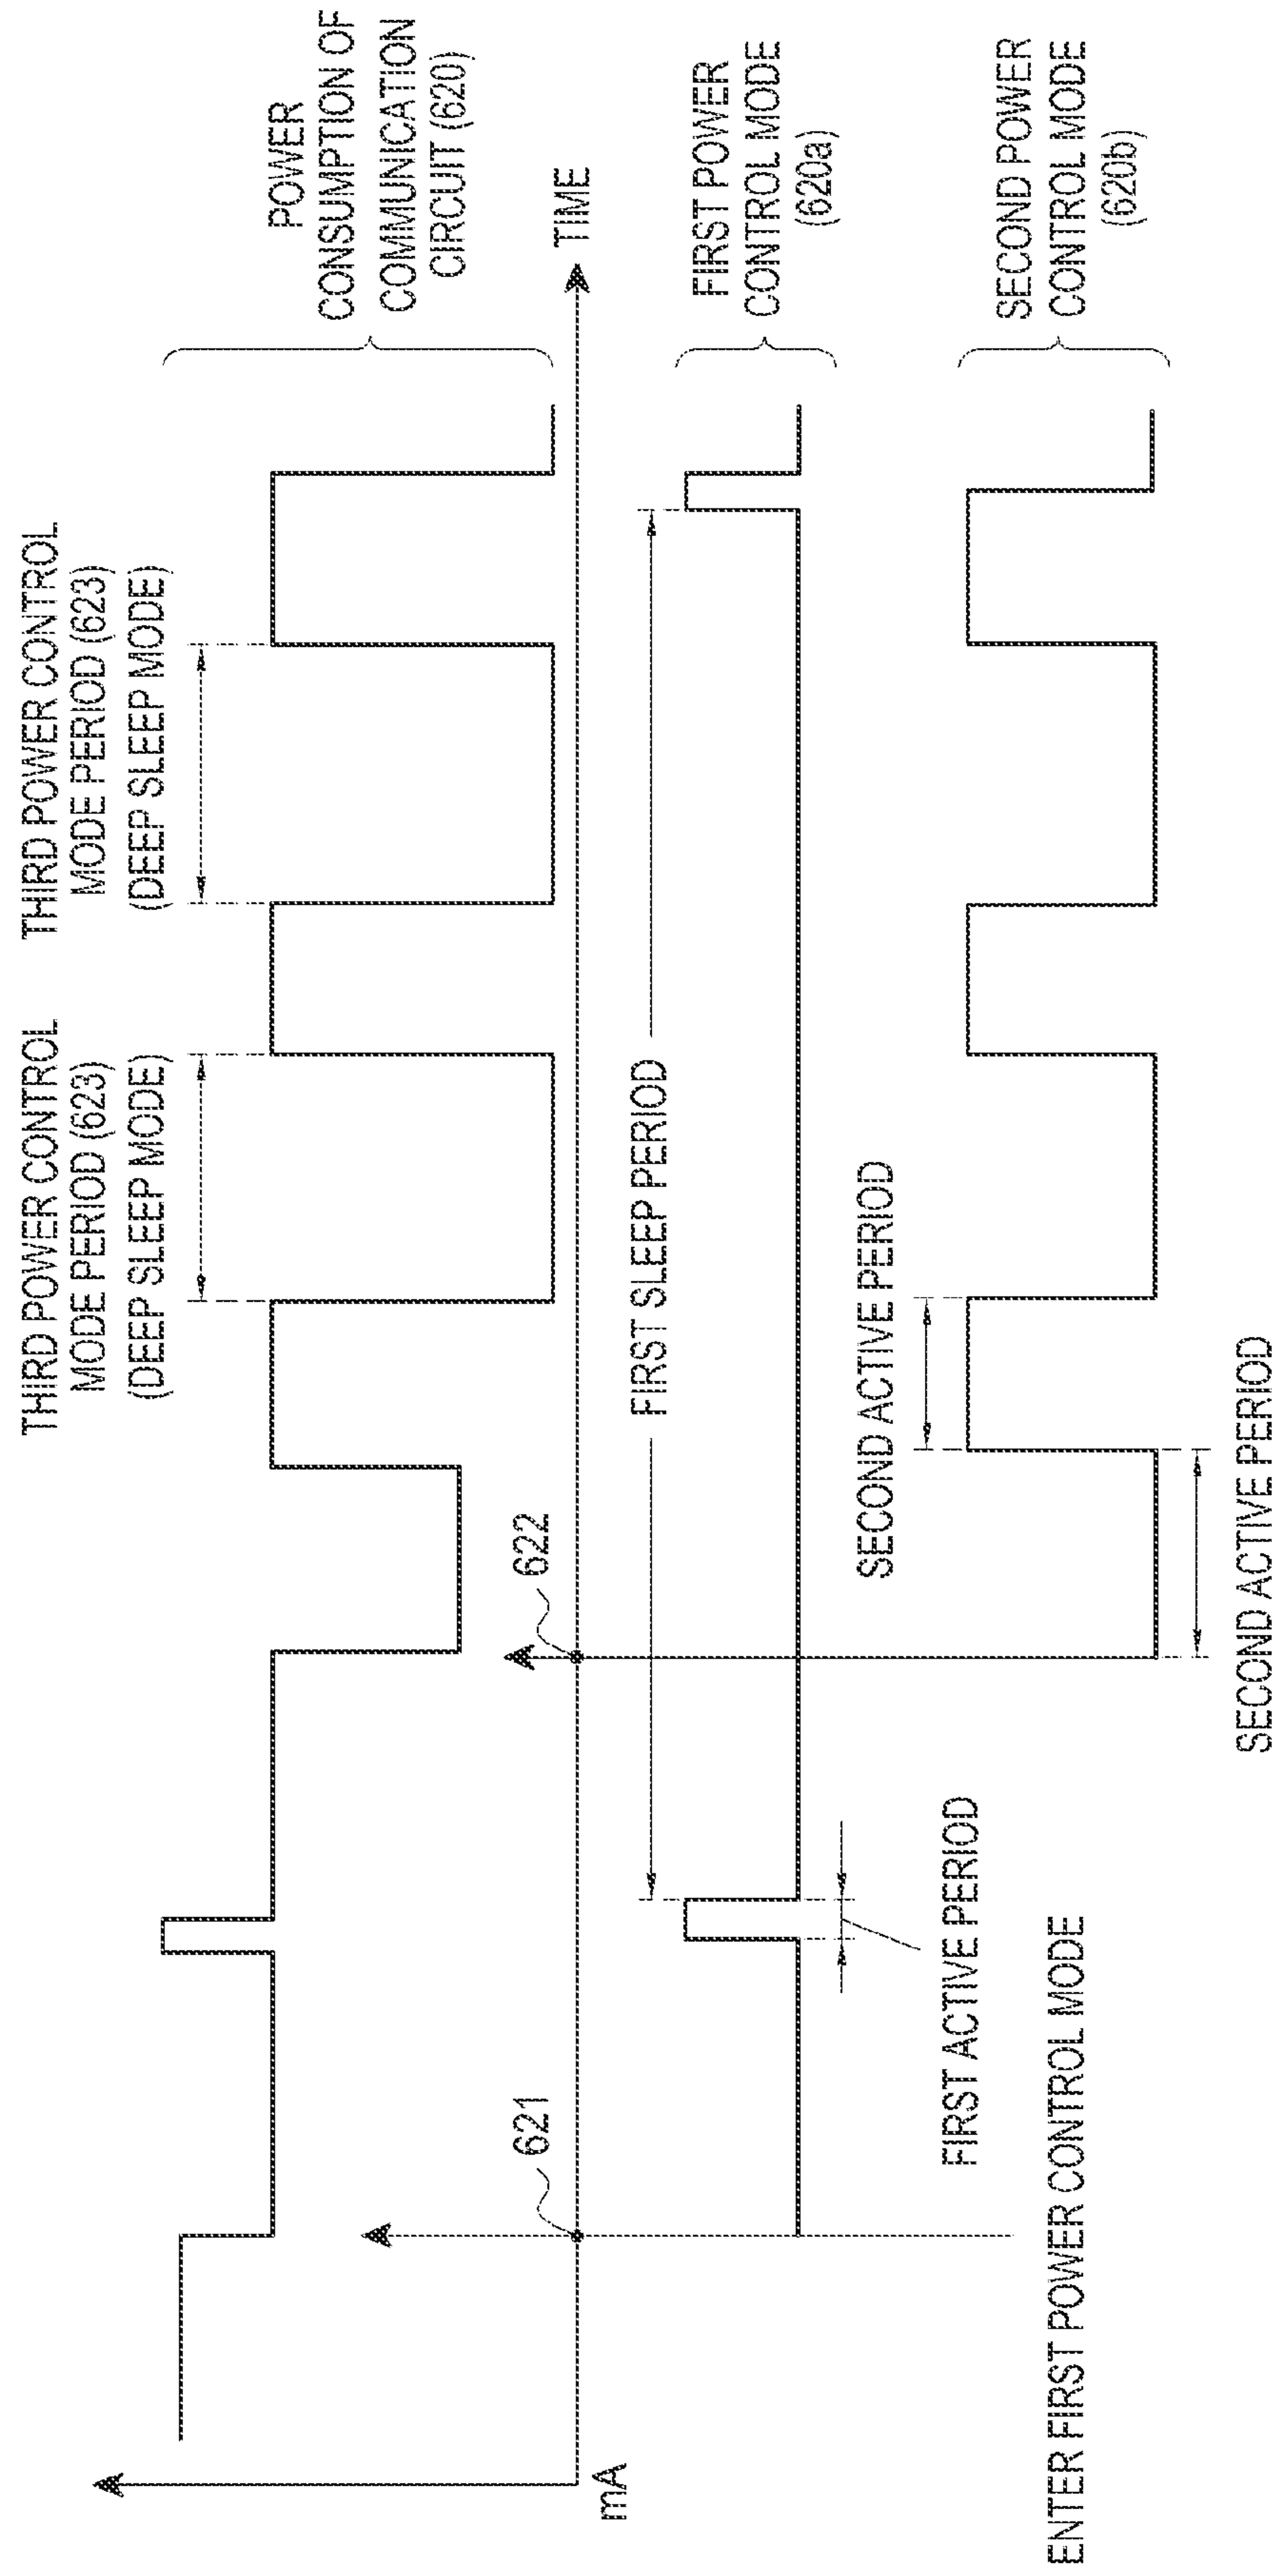 THIRD POWER CONTROL
MODE PERIOD (623)
(DEEP SLEEP MODE)
THIRD POWER CONTROL
MODE PERIOD (623)
(DEEP SLEEP MODE)
POWER
CONSUMPTION OF
COMMUNICATION
CIRCUIT (620)
621
622
TIME
mA
FIRST SLEEP PERIOD
FIRST POWER
CONTROL MODE
(620a)
SECOND ACTIVE PERIOD
FIRST ACTIVE PERIOD
SECOND POWER
CONTROL MODE
(620b)
ENTER FIRST POWER CONTROL MODE
SECOND ACTIVE PERIOD